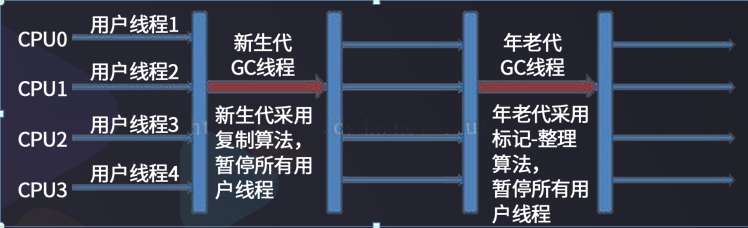 CPU0
用户线程1
CPU1
用户线程2
CPU2
用户线程3
CPU3
用户线程4
新生代
GC线程
新生代采用
复制算法，
暂停所有用
户线程
年老代
GC线程
年老代采用
标记-整理
算法，
暂停所有用
户线程